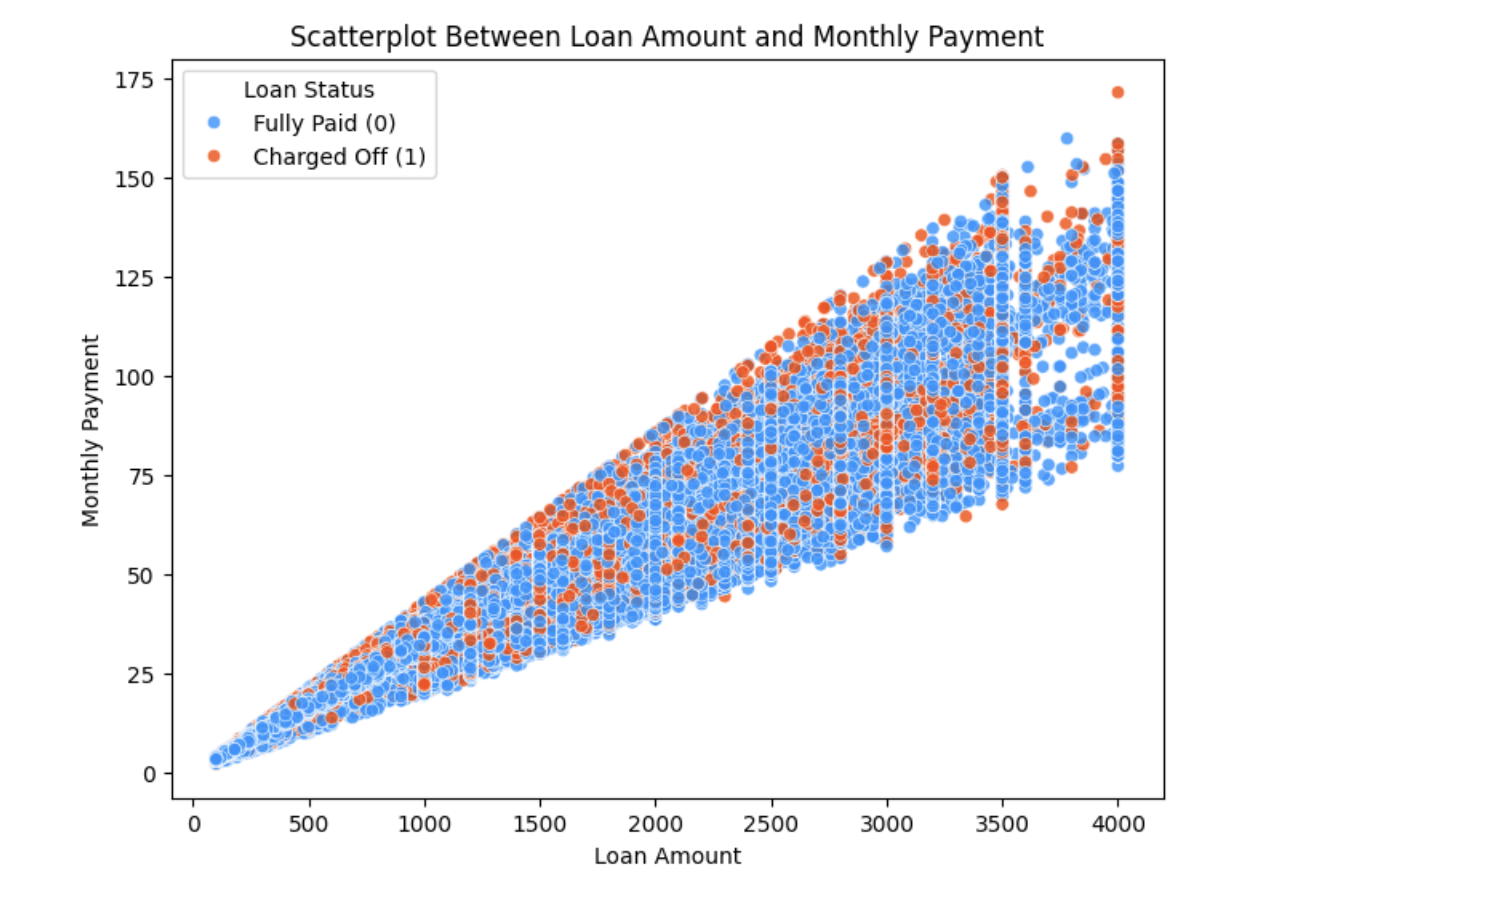 Scatterplot Between Loan Amount and Monthly Payment
Loan Status
Fully Paid (0)
Charged Off (1)
175
150
125
100
75
50
25
0
Monthly Payment
0 500 1000 1500 2000 2500 3000 3500 4000
Loan Amount